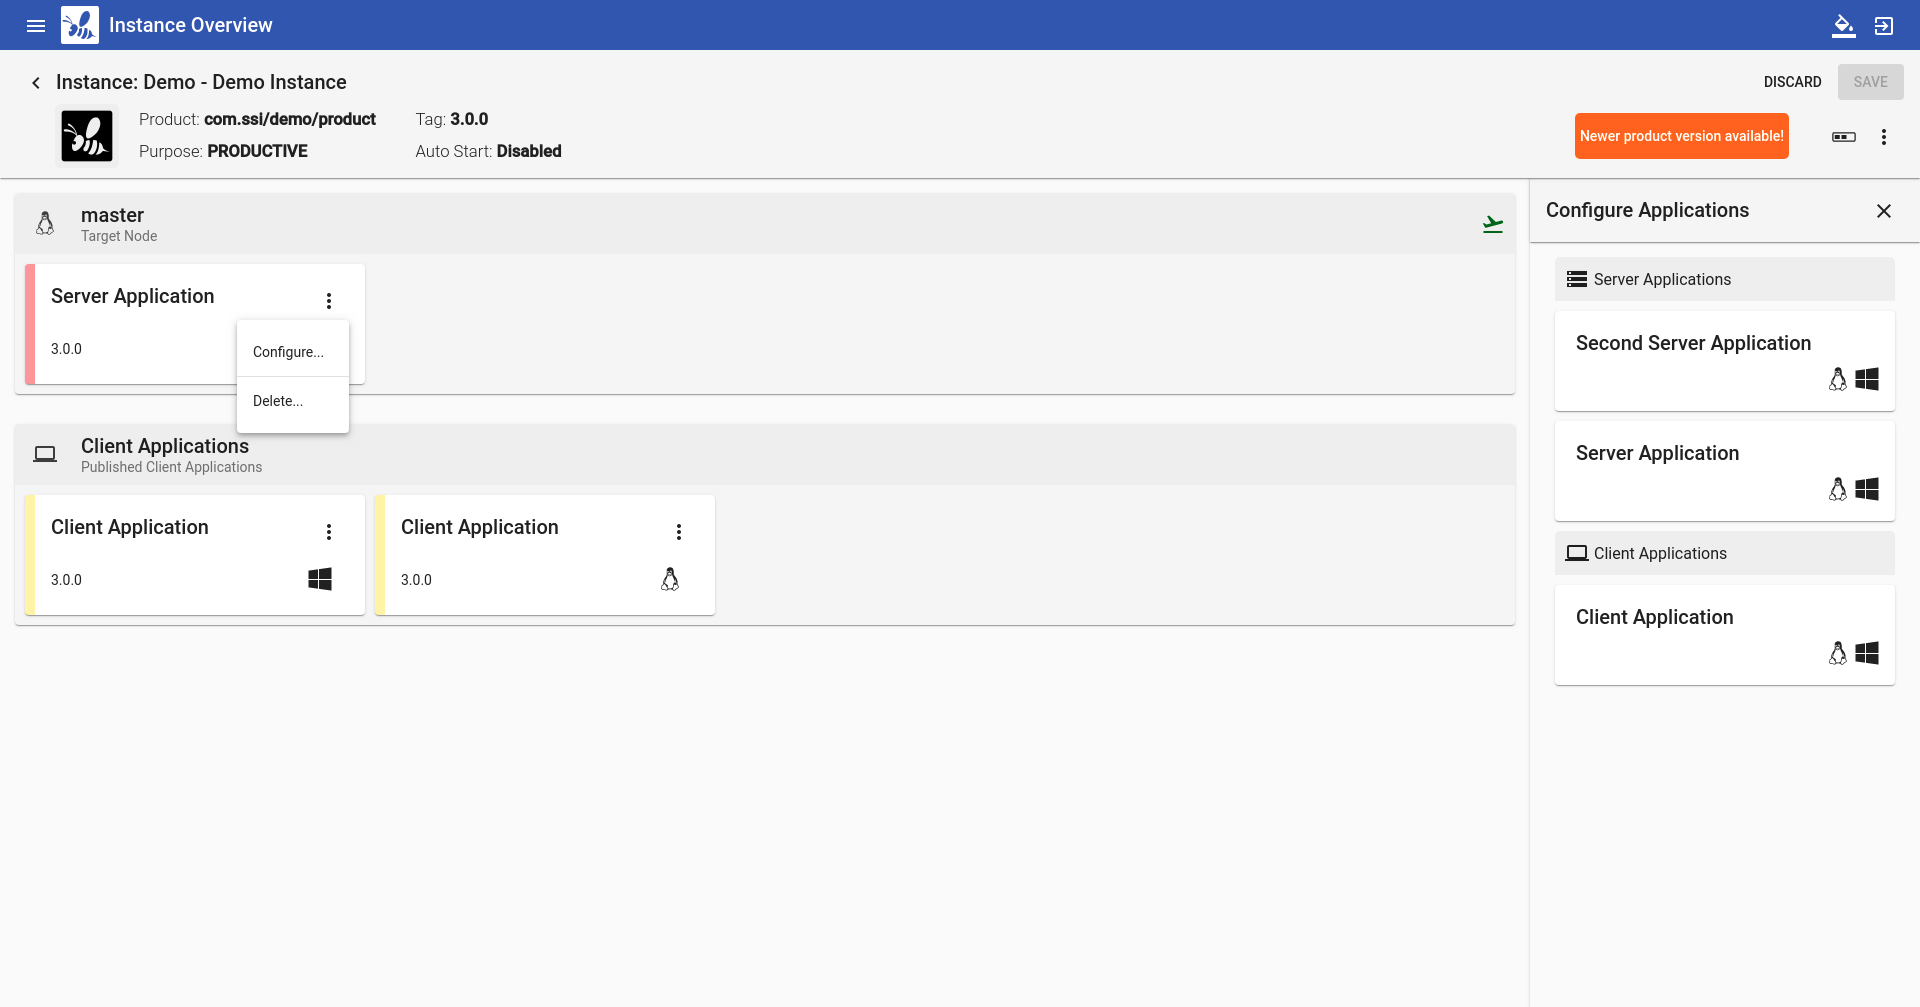 Instance Overview
Instance: Demo - Demo Instance
DISCARD
SAVE
Product: com.ssi/demo/product
Tag: 3.0.0
Purpose: PRODUCTIVE
Auto Start: Disabled
Newer product version available!
master
Target Node
Server Application
3.0.0
Configure...
Delete...
Client Applications
Published Client Applications
Client Application
3.0.0
Client Application
3.0.0
Configure Applications
Server Applications
Second Server Application
Server Application
Client Applications
Client Application